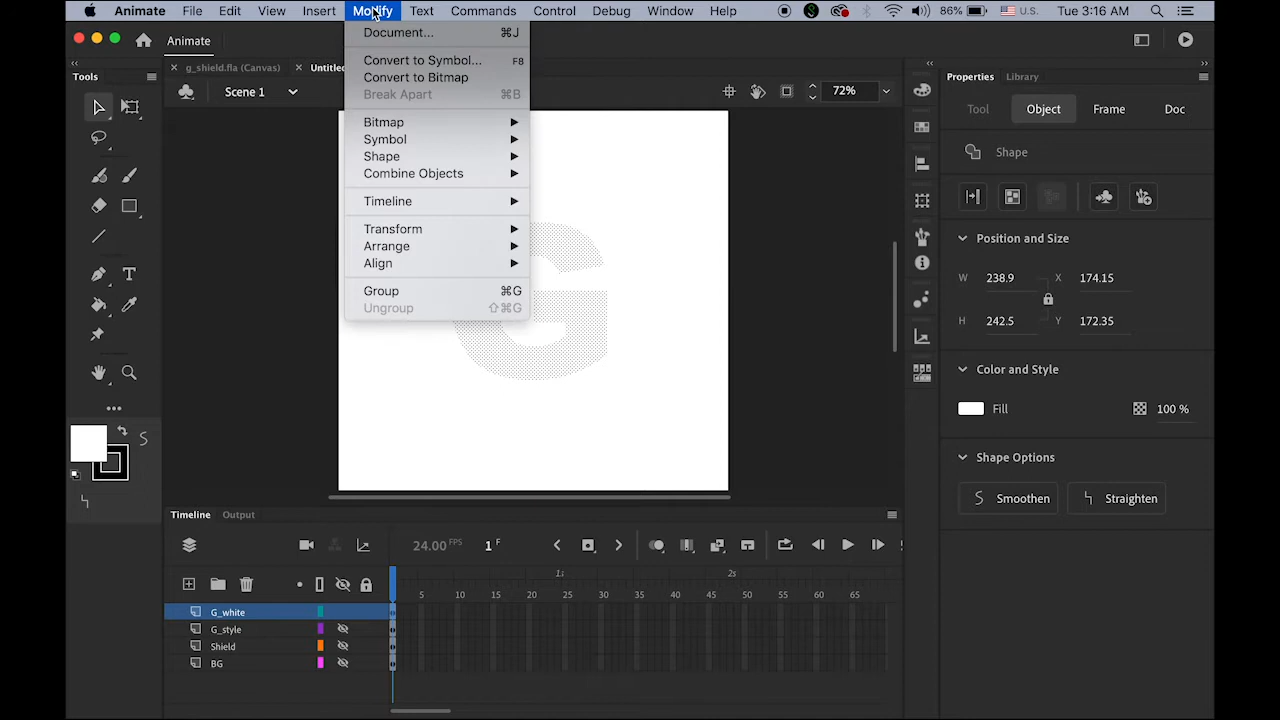 Animate File Edit View Insert Modify Text Commands Control Debug Window Help 86% U.S. Tue 3:16 AM
Animate
g_shield.fla (Canvas) Untitled
Tools
Scene 1 72%
Document... ⌘J
Convert to Symbol... F8
Convert to Bitmap
Break Apart ⌘B
Bitmap
Symbol
Shape
Combine Objects
Timeline
Transform
Arrange
Align
Group ⌘G
Ungroup ⇧⌘G
G
Properties Library
Tool Object Frame Doc
Shape
Position and Size
W 238.9 X 174.15
H 242.5 Y 172.35
Color and Style
Fill 100 %
Shape Options
Smoothen Straighten
Timeline Output
24.00 FPS 1 F
1s 2s
5 10 15 20 25 30 35 40 45 50 55 60 65
G_white
G_style
Shield
BG